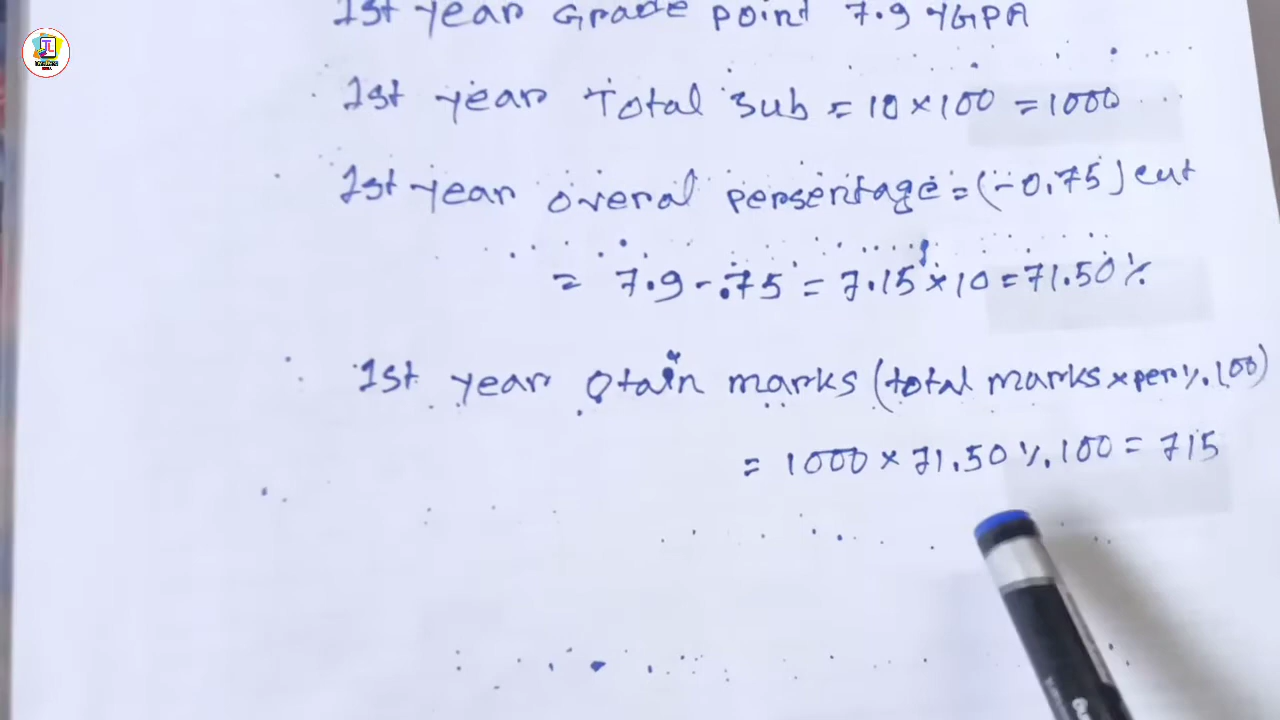 1st year Grade point 7.9 YGPA
1st year Total Sub = 10 × 100 = 1000
1st year overal persentage = (-0.75) cut
= 7.9 - .75 = 7.15 × 10 = 71.50%
1st year Otain marks (total marks × per %. 100)
= 1000 × 71.50 %. 100 = 715